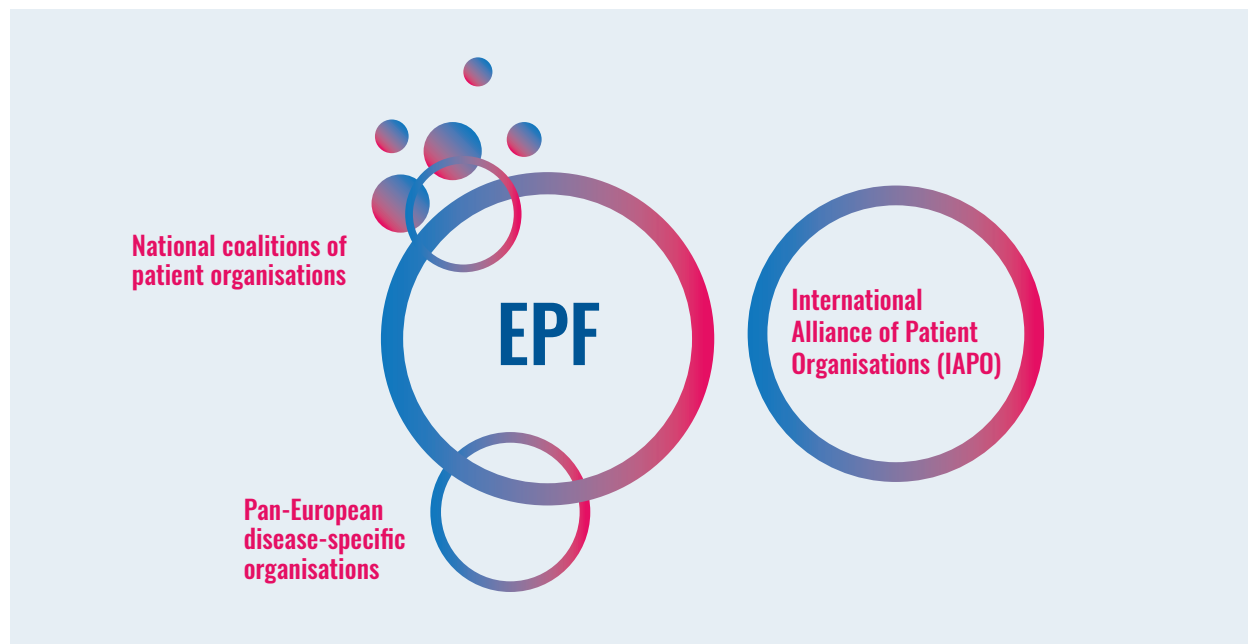 National coalitions of
patient organisations
EPF
International
Alliance of Patient
Organisations (IAPO)
Pan-European
disease-specific
organisations